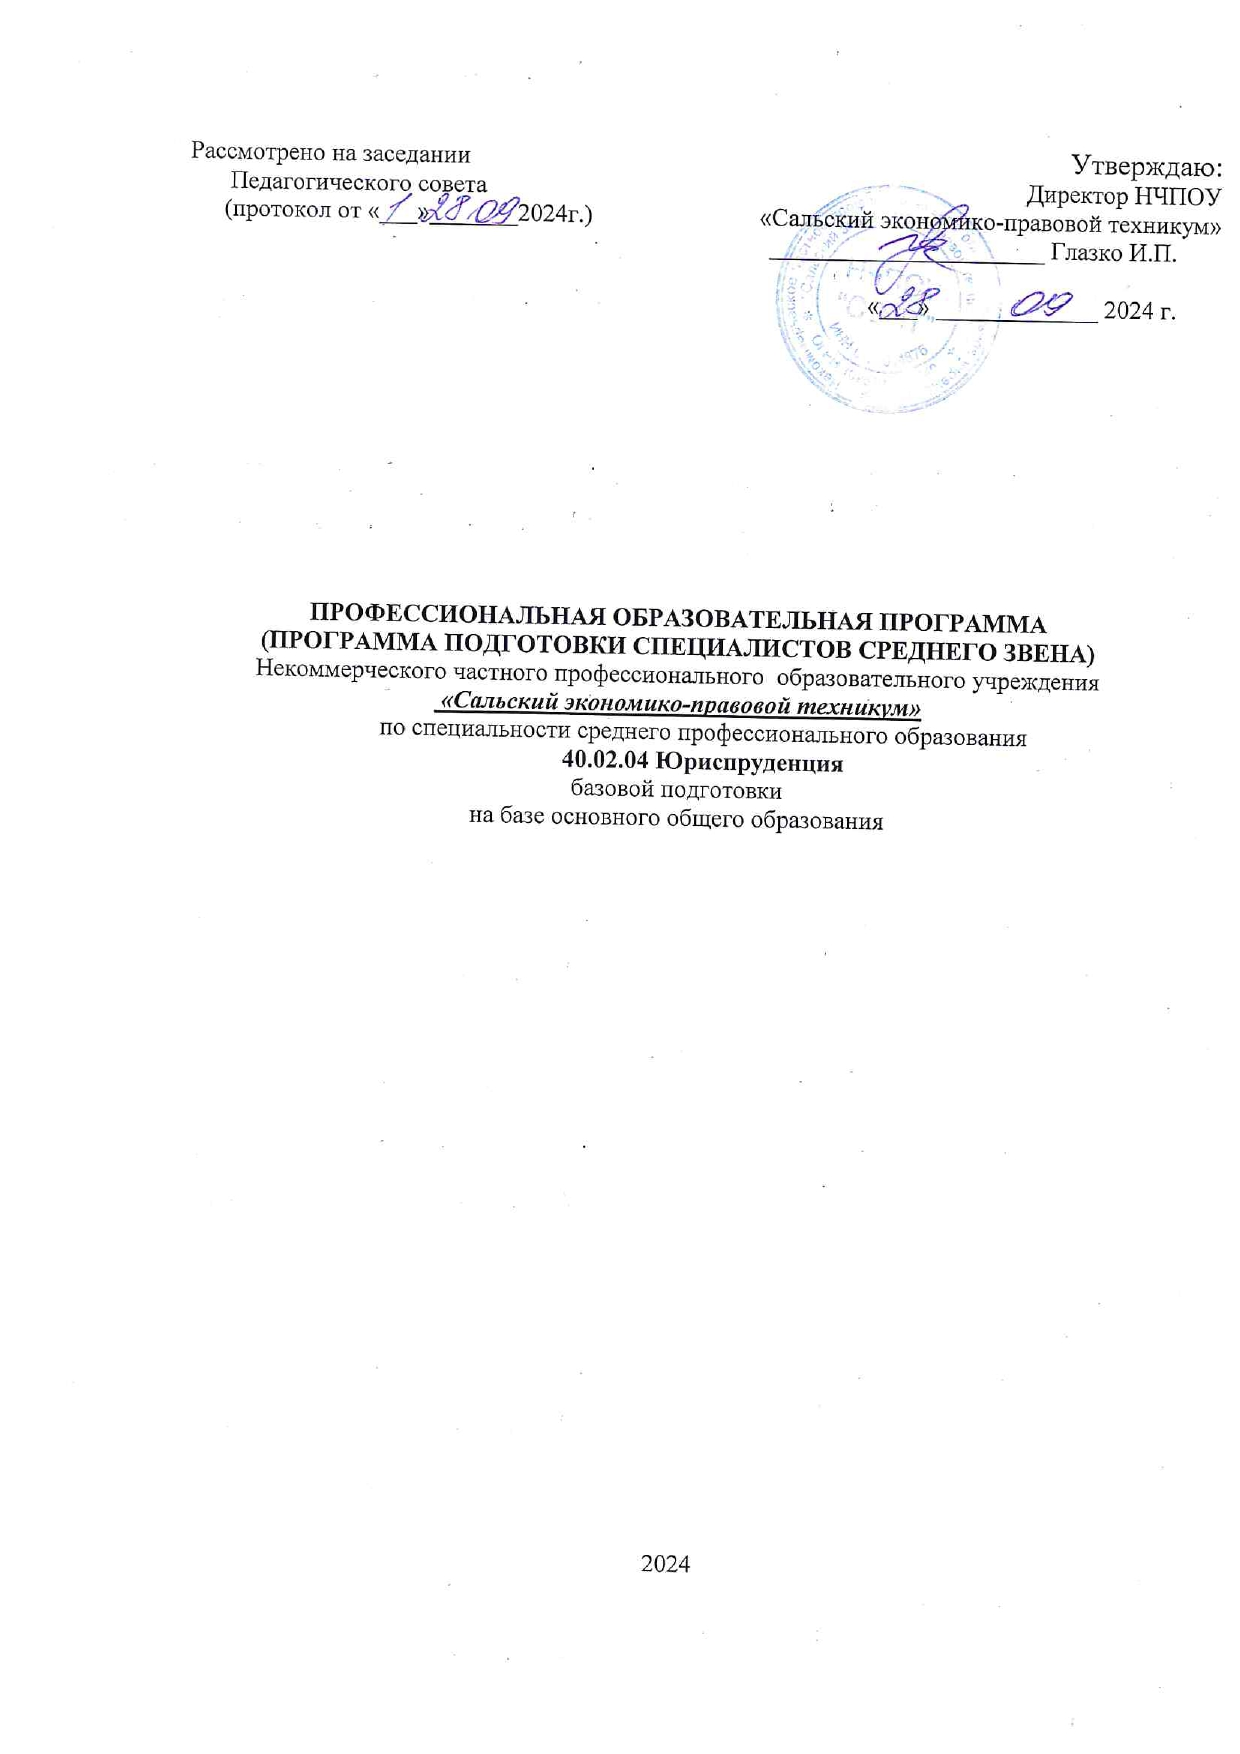 Рассмотрено на заседании
Педагогического совета
(протокол от «1» 28.09 2024г.)
Утверждаю:
Директор НЧПОУ
«Сальский экономико-правовой техникум»
Глазко И.П.
«28» 09 2024 г.
ПРОФЕССИОНАЛЬНАЯ ОБРАЗОВАТЕЛЬНАЯ ПРОГРАММА
(ПРОГРАММА ПОДГОТОВКИ СПЕЦИАЛИСТОВ СРЕДНЕГО ЗВЕНА)
Некоммерческого частного профессионального образовательного учреждения
«Сальский экономико-правовой техникум»
по специальности среднего профессионального образования
40.02.04 Юриспруденция
базовой подготовки
на базе основного общего образования
2024